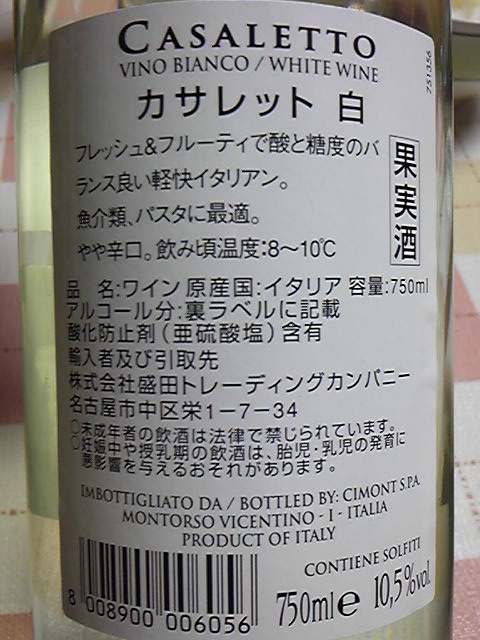 CASALETTO
VINO BIANCO / WHITE WINE
751356
カサレット 白
フレッシュ&フルーティで酸と糖度のバ
ランス良い軽快イタリアン。
魚介類、パスタに最適。
やや辛口。飲み頃温度:8〜10℃
果実酒
品 名:ワイン 原産国:イタリア 容量:750ml
アルコール分:裏ラベルに記載
酸化防止剤(亜硫酸塩)含有
輸入者及び引取先
株式会社盛田トレーディングカンパニー
名古屋市中区栄1-7-34
○未成年者の飲酒は法律で禁じられています。
○妊娠中や授乳期の飲酒は、胎児・乳児の発育に
悪影響を与えるおそれがあります。
IMBOTTIGLIATO DA / BOTTLED BY: CIMONT S.P.A.
MONTORSO VICENTINO - I - ITALIA
PRODUCT OF ITALY
CONTIENE SOLFITI
8 008900 006056
750ml e 10,5%vol.